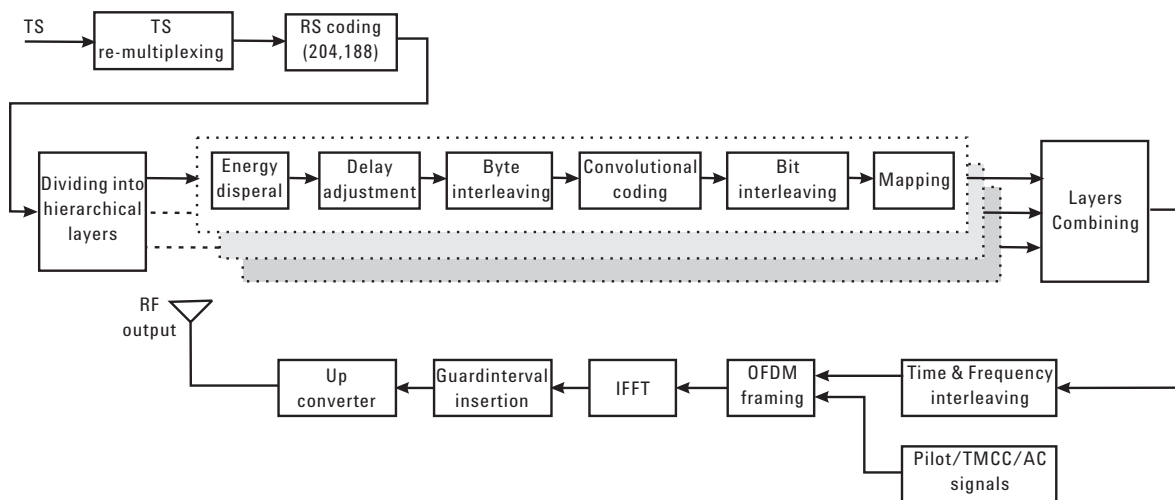 TS
TS
re-multiplexing
RS coding
(204,188)
Dividing into
hierarchical
layers
Energy
disperal
Delay
adjustment
Byte
interleaving
Convolutional
coding
Bit
interleaving
Mapping
Layers
Combining
RF
output
Up
converter
Guardinterval
insertion
IFFT
OFDM
framing
Time & Frequency
interleaving
Pilot/TMCC/AC
signals